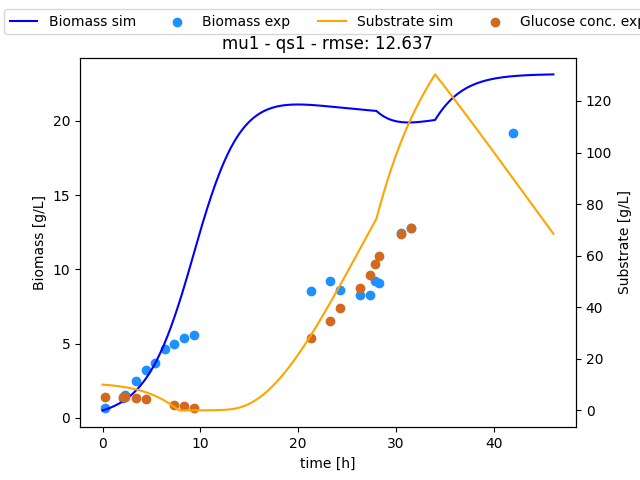 Biomass sim Biomass exp Substrate sim Glucose conc. exp
mu1 - qs1 - rmse: 12.637
Biomass [g/L]
20
15
10
5
0
120
100
80
60
40
20
0
Substrate [g/L]
0 10 20 30 40
time [h]